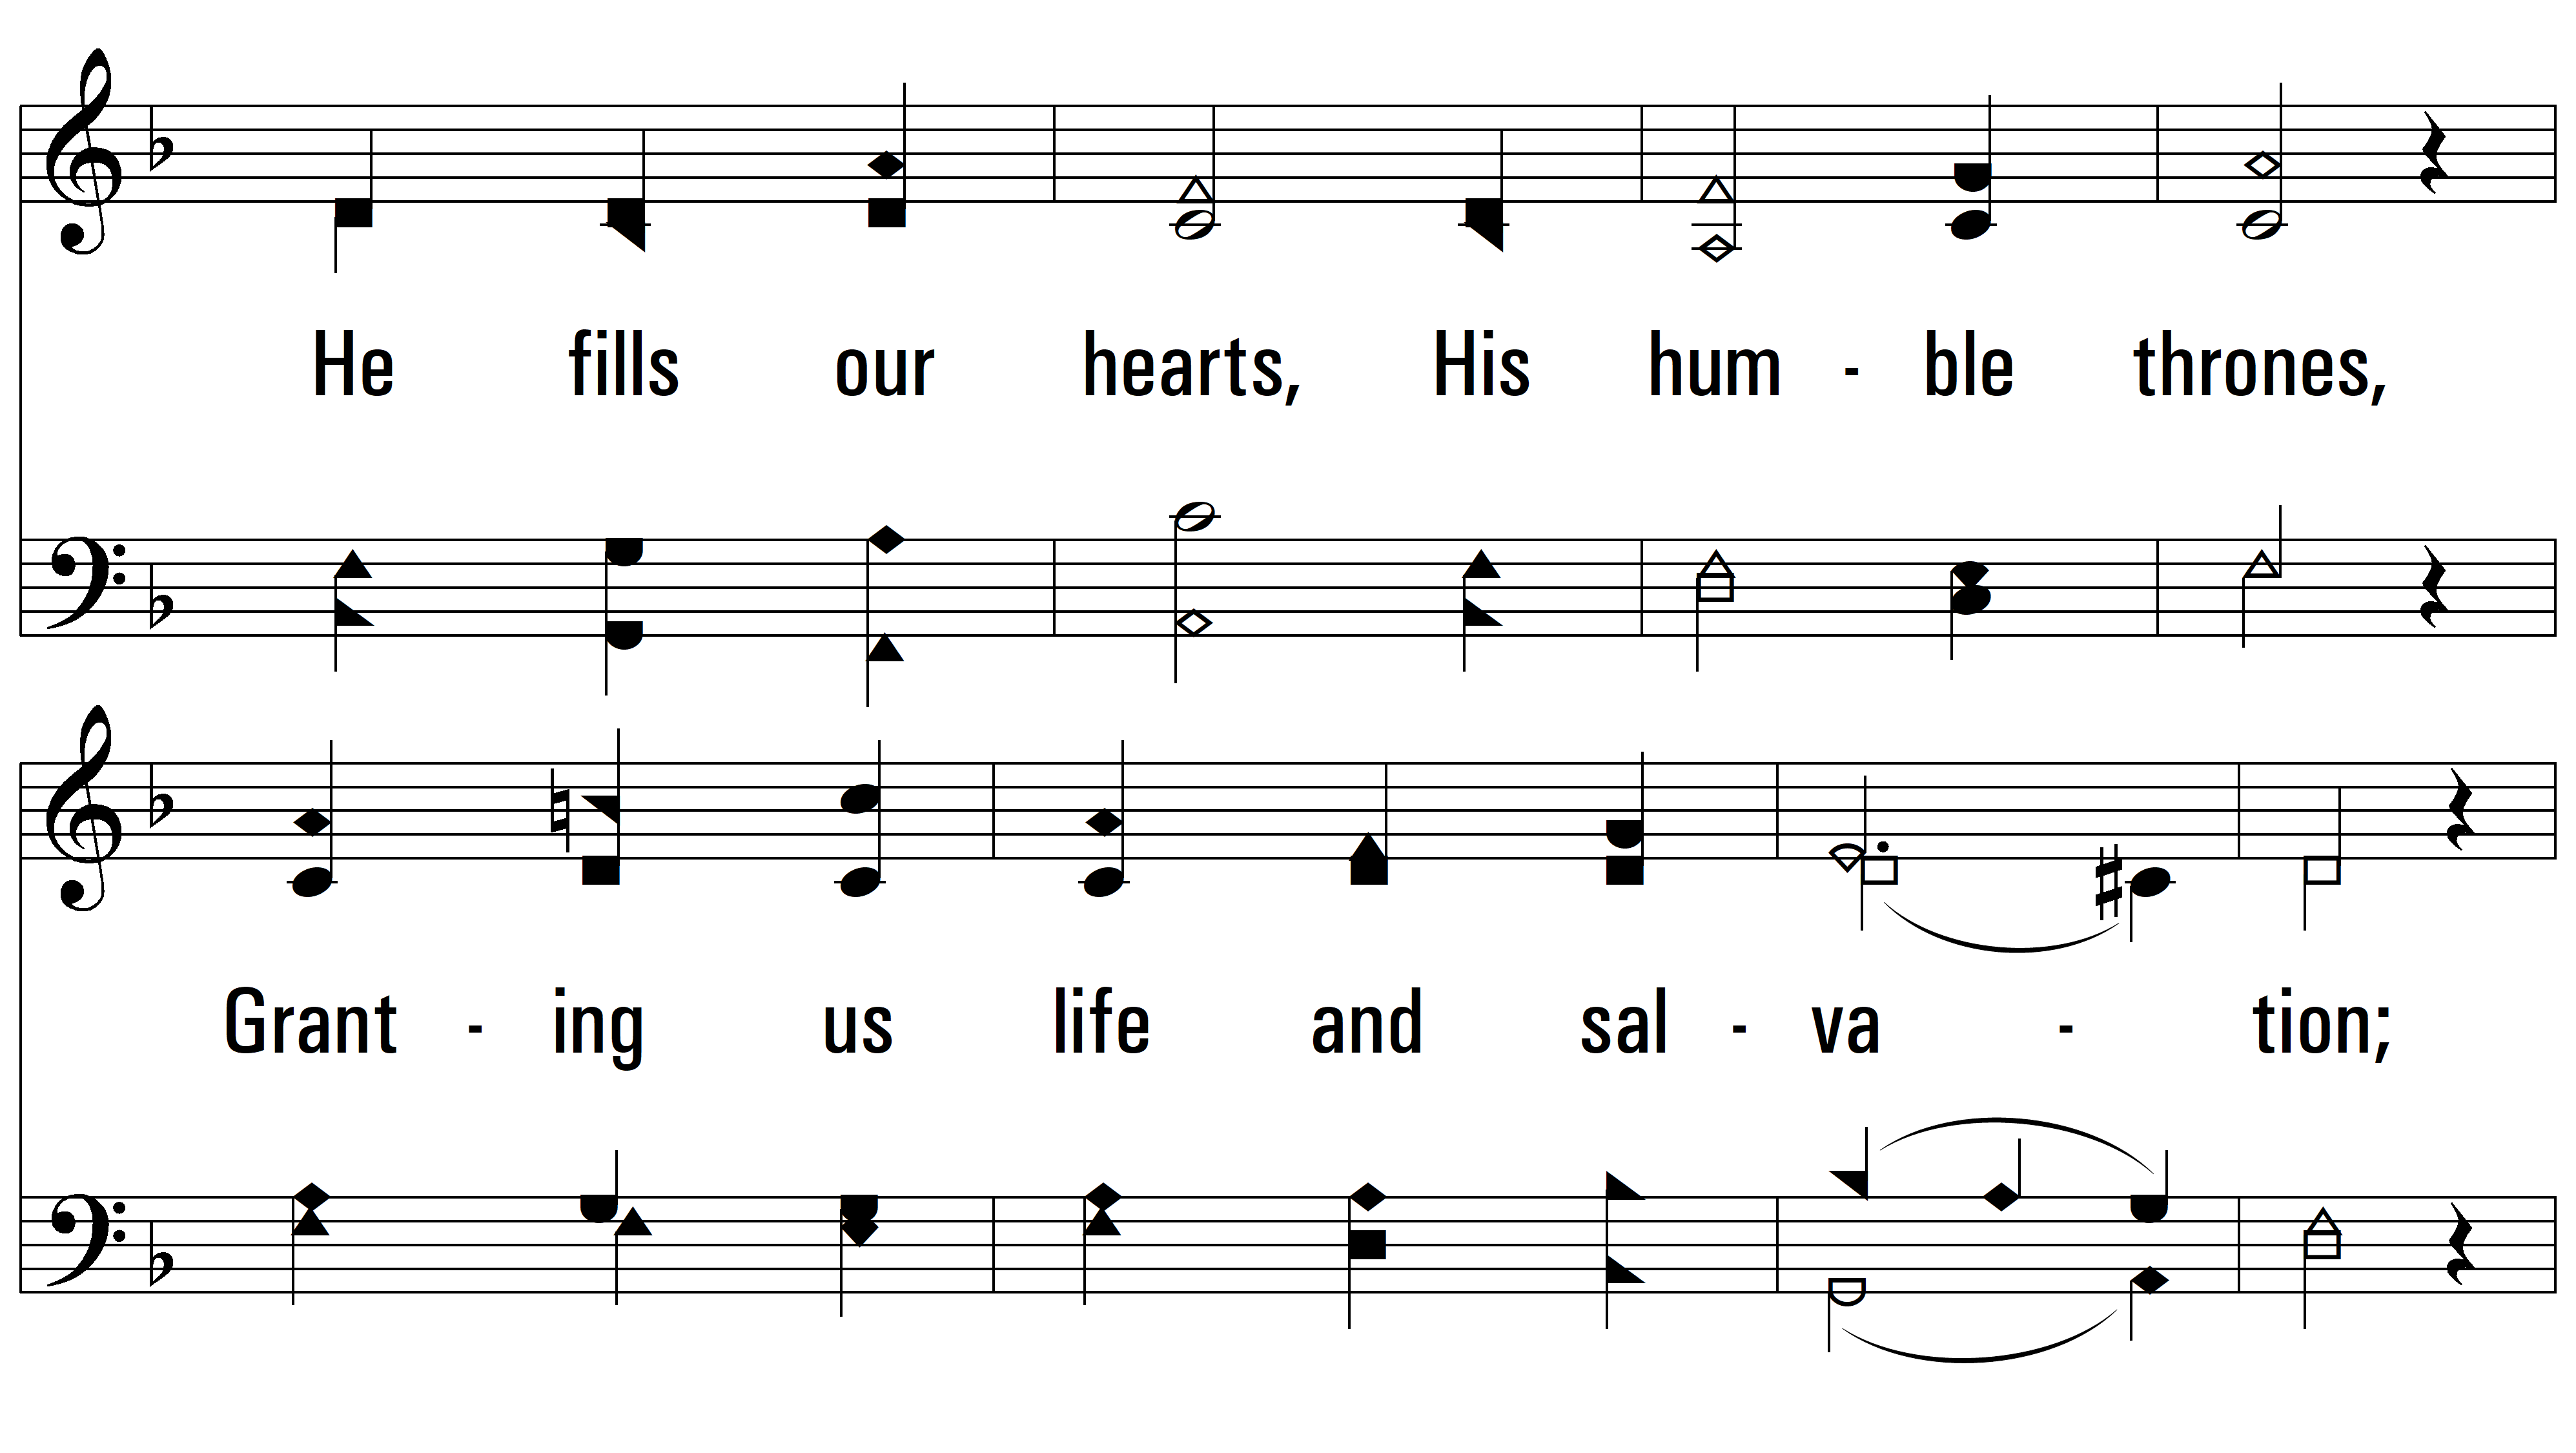 He fills our hearts, His hum - ble thrones,
Grant - ing us life and sal - va - tion;